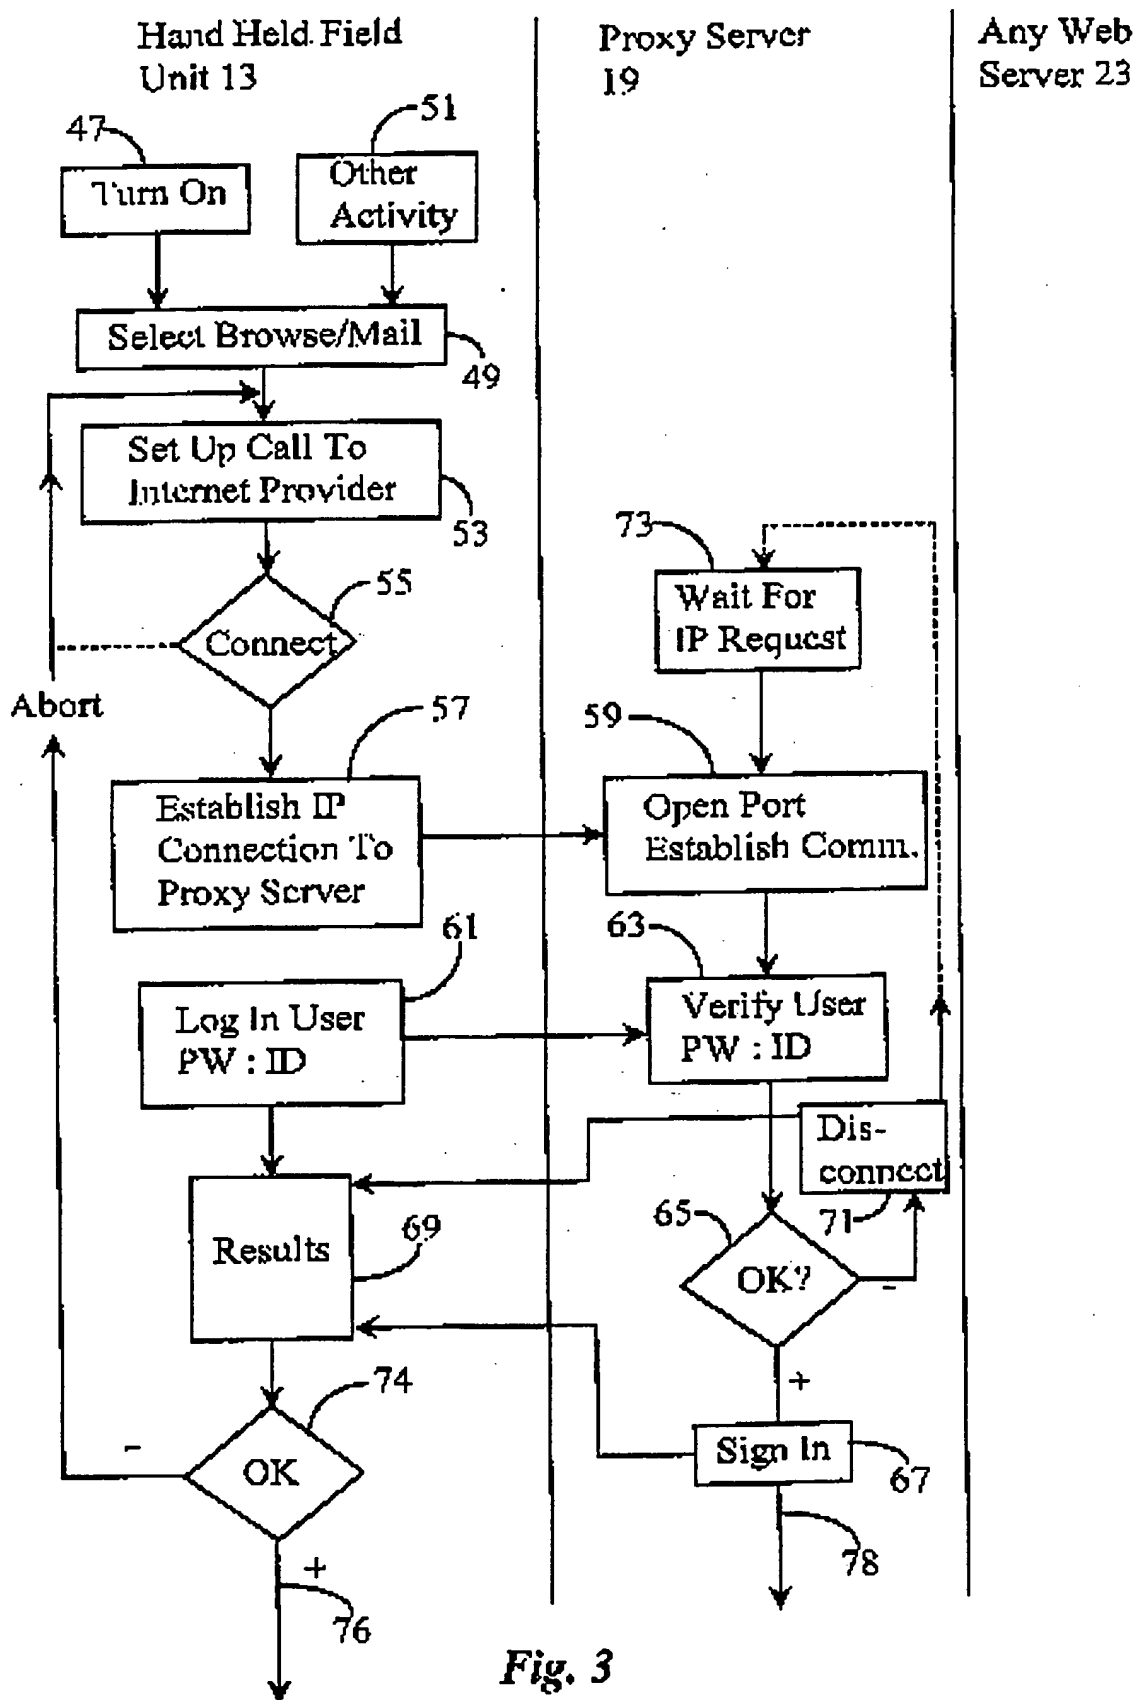 Hand Held Field
Unit 13
Proxy Server
19
Any Web
Server 23
47
51
Turn On
Other
Activity
Select Browse/Mail
49
Set Up Call To
Internet Provider
53
73
Wait For
IP Request
55
Connect
Abort
57
59
Establish IP
Connection To
Proxy Server
Open Port
Establish Comm.
61
63
Log In User
PW : ID
Verify User
PW : ID
Dis-
connect
71
65
OK?
-
Results
69
+
74
Sign In
67
-
OK
78
+
76
Fig. 3